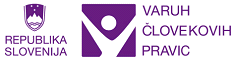 REPUBLIKA
SLOVENIJA
VARUH
ČLOVEKOVIH
PRAVIC